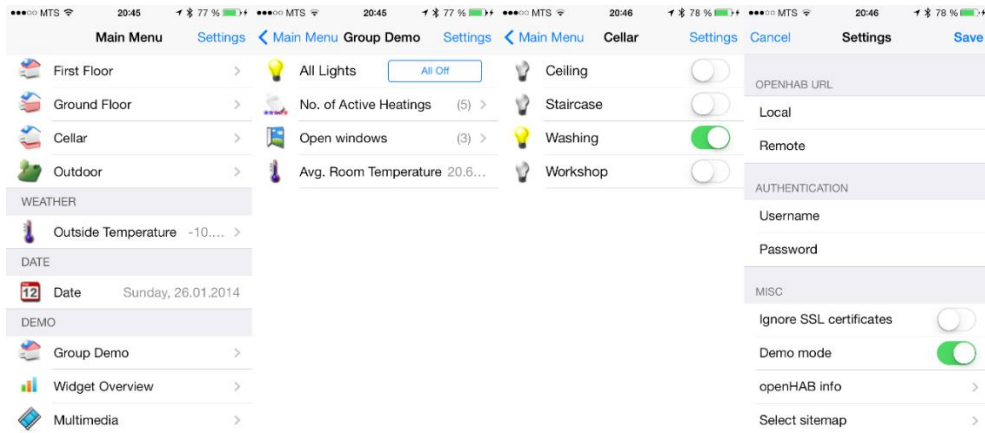 MTS 20:45 77 %
Main Menu Settings
First Floor
Ground Floor
Cellar
Outdoor
WEATHER
Outside Temperature -10....
DATE
12 Date Sunday, 26.01.2014
DEMO
Group Demo
Widget Overview
Multimedia
MTS 20:45 77 %
Main Menu Group Demo Settings
All Lights All Off
No. of Active Heatings (5)
Open windows (3)
Avg. Room Temperature 20.6...
MTS 20:46 78 %
Main Menu Cellar Settings
Ceiling
Staircase
Washing
Workshop
MTS 20:46 78 %
Cancel Settings Save
OPENHAB URL
Local
Remote
AUTHENTICATION
Username
Password
MISC
Ignore SSL certificates
Demo mode
openHAB info
Select sitemap